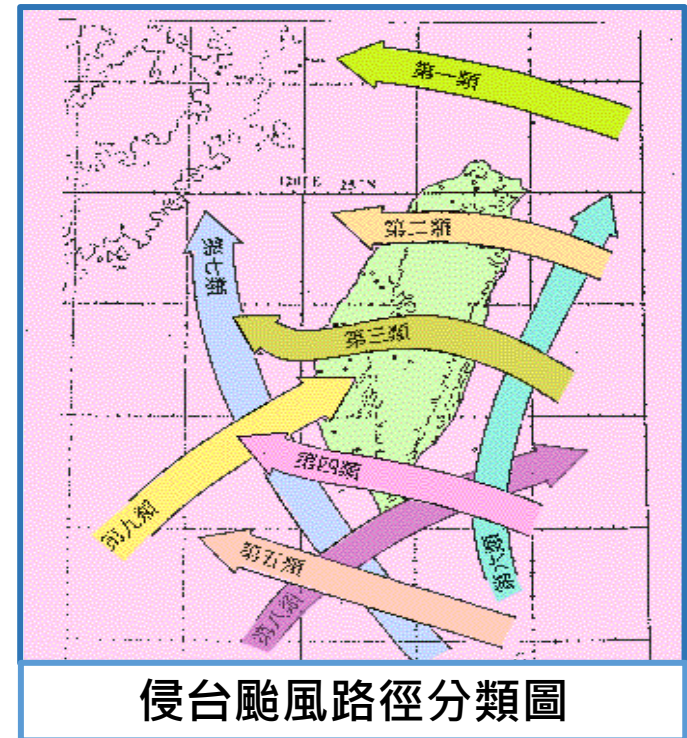 第一類
120°E 25°N
第二類
第七類
第三類
第四類
第九類
第五類
第六類
第八類
侵台颱風路徑分類圖